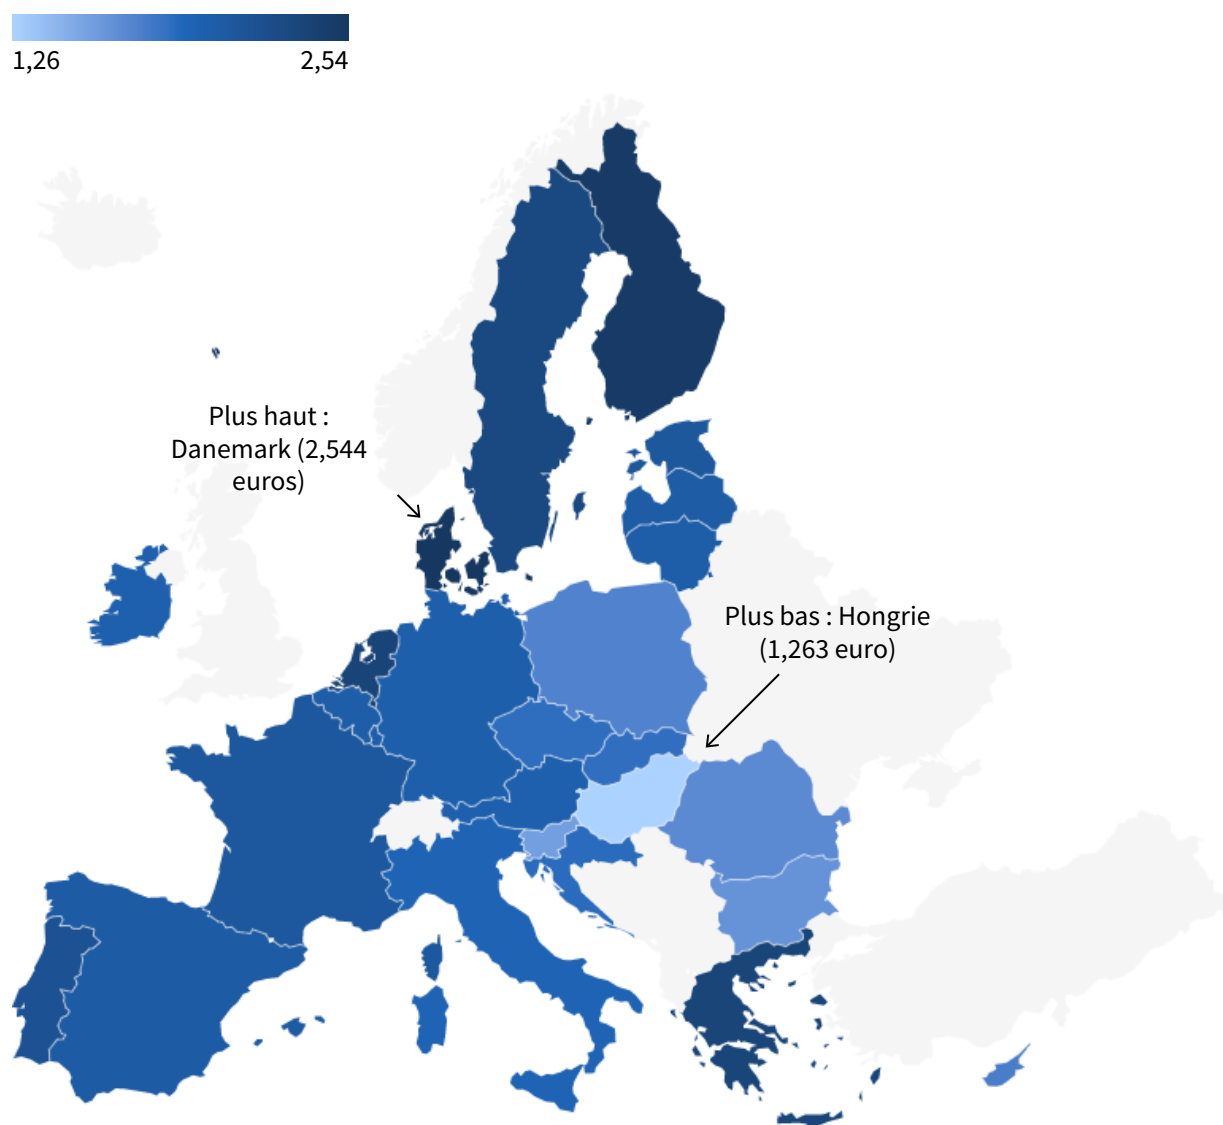 1,26
2,54
Plus haut :
Danemark (2,544
euros)
Plus bas : Hongrie
(1,263 euro)